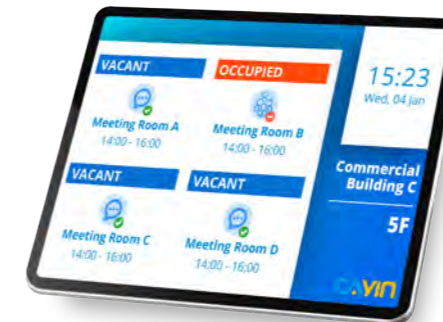 VACANT
OCCUPIED
Meeting Room A
14:00 - 16:00
Meeting Room B
14:00 - 16:00
VACANT
VACANT
Meeting Room C
14:00 - 16:00
Meeting Room D
14:00 - 16:00
15:23
Wed, 04 Jan
Commercial
Building C
5F
CAYIN